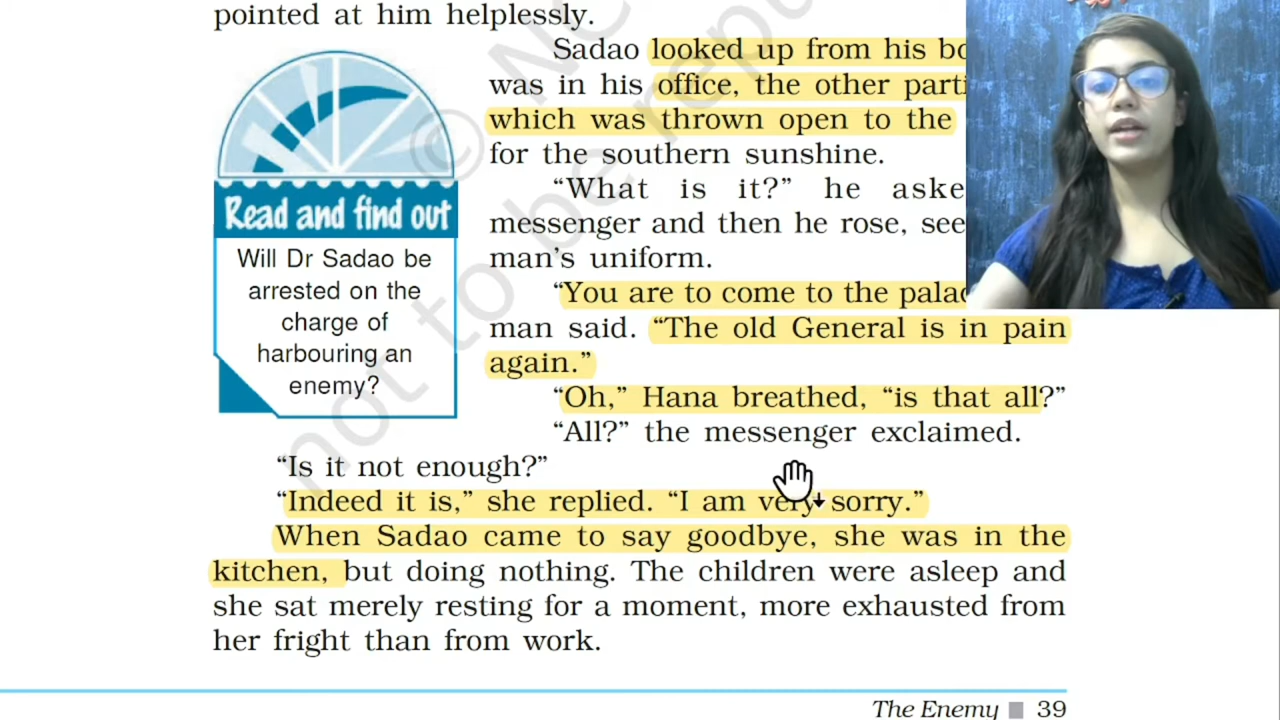 pointed at him helplessly.
Sadao looked up from his
was in his office, the other
which was thrown open to the
for the southern sunshine.
“What is it?” he
messenger and then he rose,
man’s uniform.
“You are to come to the
man said. “The old General is in pain
again.”
“Oh,” Hana breathed, “is that all?”
“All?” the messenger exclaimed.
“Is it not enough?”
“Indeed it is,” she replied. “I am very sorry.”
When Sadao came to say goodbye, she was in the
kitchen, but doing nothing. The children were asleep and
she sat merely resting for a moment, more exhausted from
her fright than from work.
Read and find out
Will Dr Sadao be
arrested on the
charge of
harbouring an
enemy?
not to be
The Enemy 39